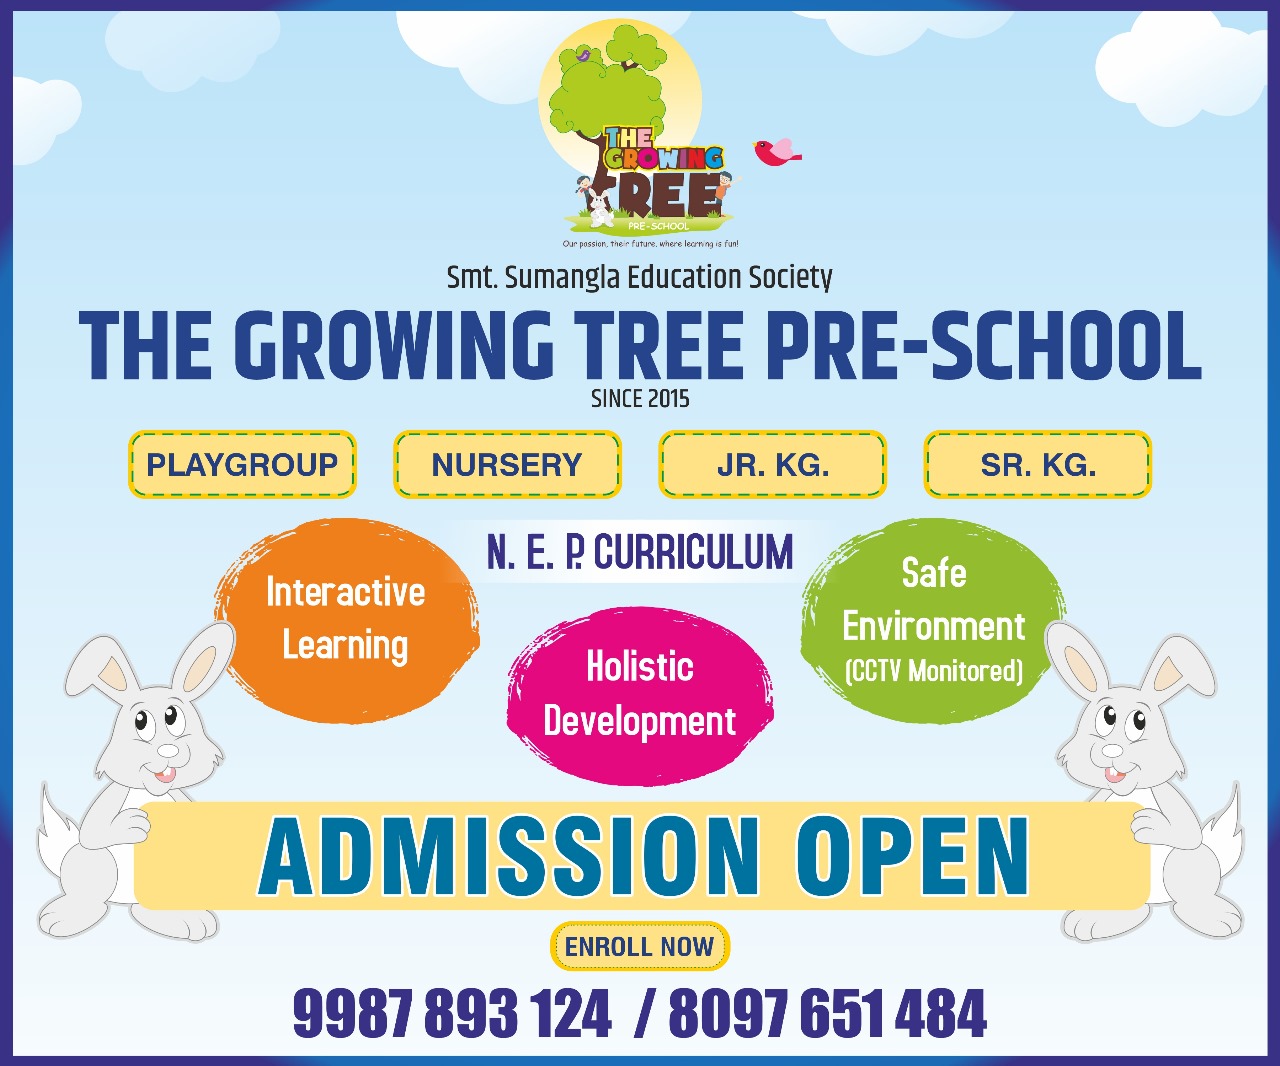 THE
GROWING
TREE
PRE-SCHOOL
Our passion, their future, where learning is fun!
Smt. Sumangla Education Society
THE GROWING TREE PRE-SCHOOL
SINCE 2015
PLAYGROUP
NURSERY
JR. KG.
SR. KG.
N. E. P. CURRICULUM
Interactive
Learning
Holistic
Development
Safe
Environment
(CCTV Monitored)
ADMISSION OPEN
ENROLL NOW
9987 893 124 / 8097 651 484